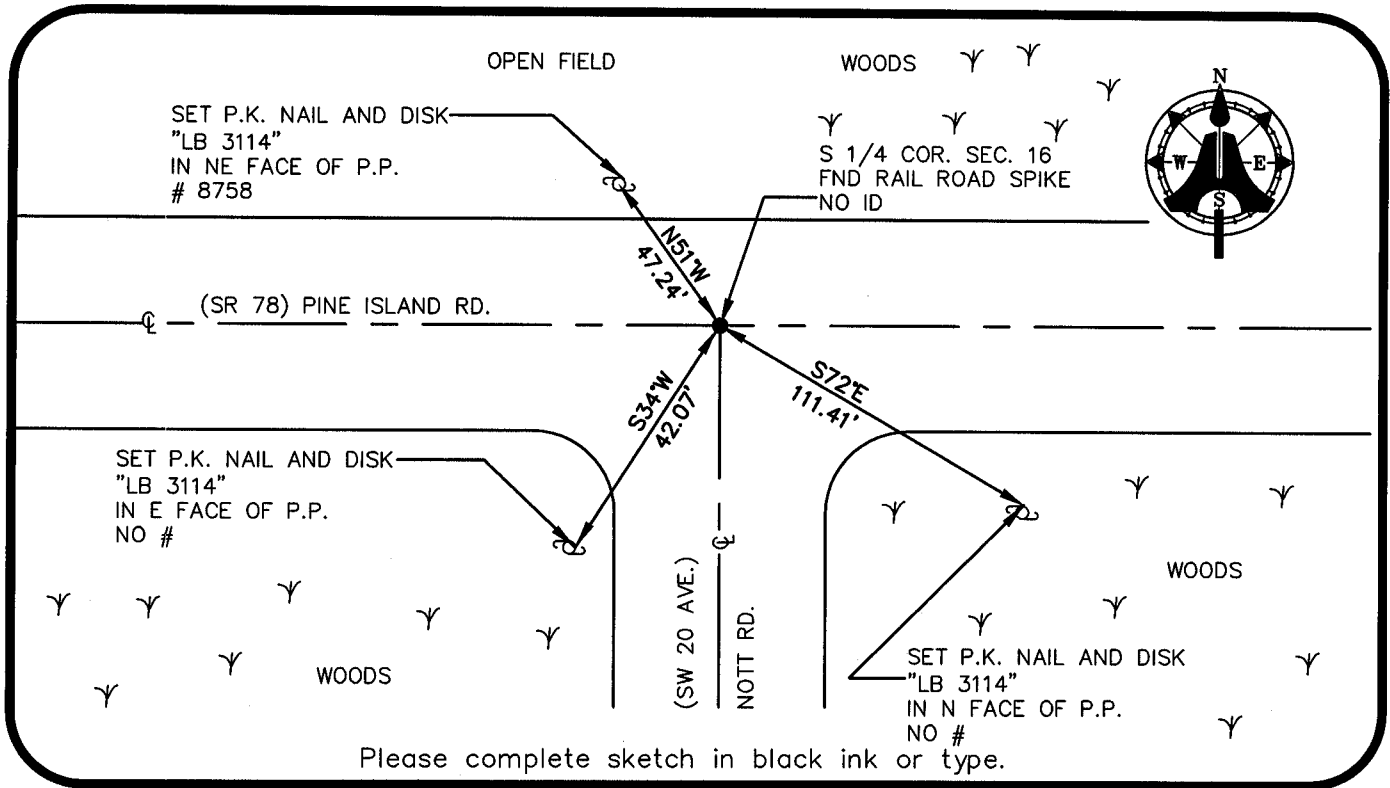 OPEN FIELD
WOODS
SET P.K. NAIL AND DISK
"LB 3114"
IN NE FACE OF P.P.
# 8758
S 1/4 COR. SEC. 16
FND RAIL ROAD SPIKE
NO ID
N
W
E
S
N51°W
47.24'
(SR 78) PINE ISLAND RD.
℄
S34°W
42.07'
S72°E
111.41'
SET P.K. NAIL AND DISK
"LB 3114"
IN E FACE OF P.P.
NO #
℄
(SW 20 AVE.)
NOTT RD.
WOODS
WOODS
SET P.K. NAIL AND DISK
"LB 3114"
IN N FACE OF P.P.
NO #
Please complete sketch in black ink or type.